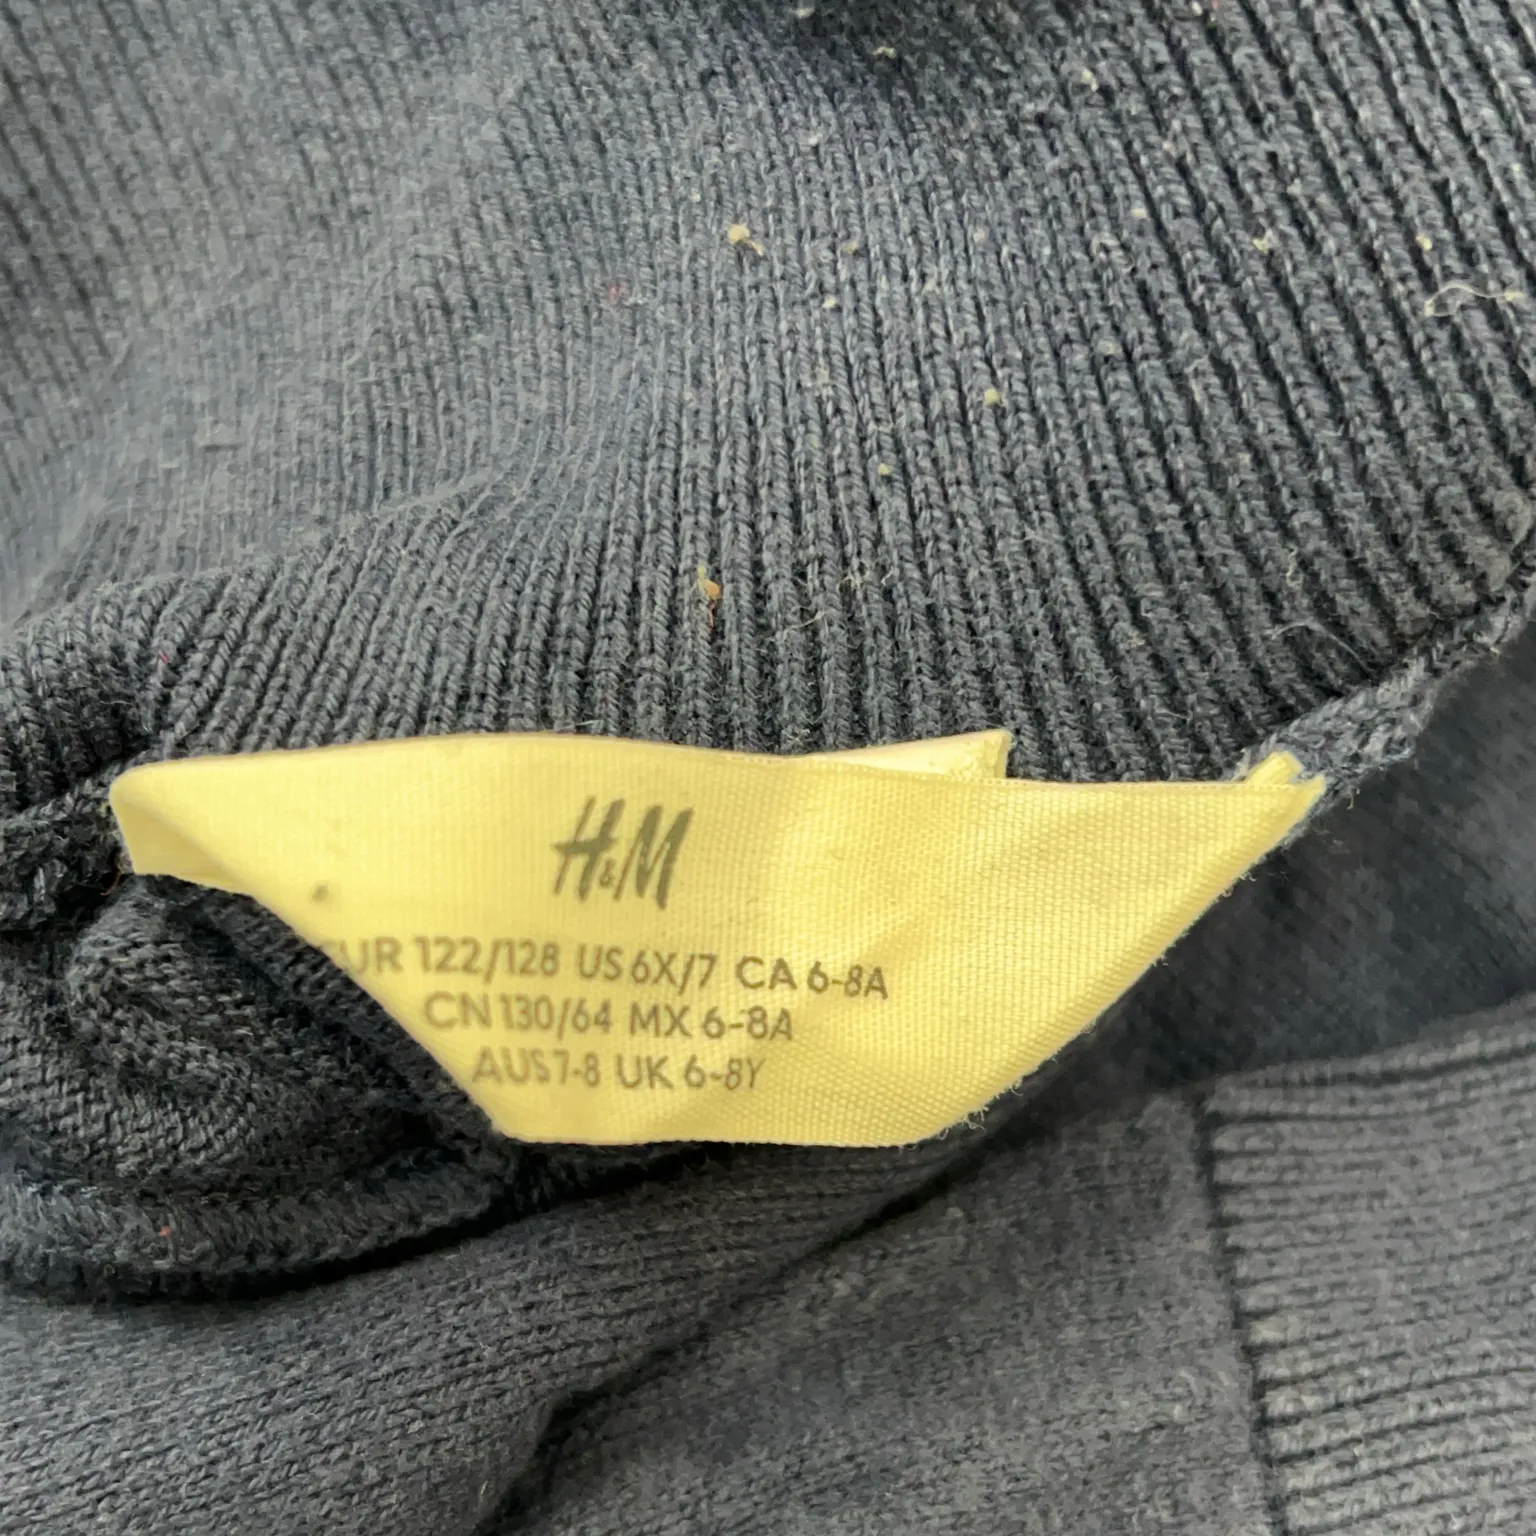 H&M
EUR 122/128 US 6X/7 CA 6-8A
CN 130/64 MX 6-8A
AUS 7-8 UK 6-8Y